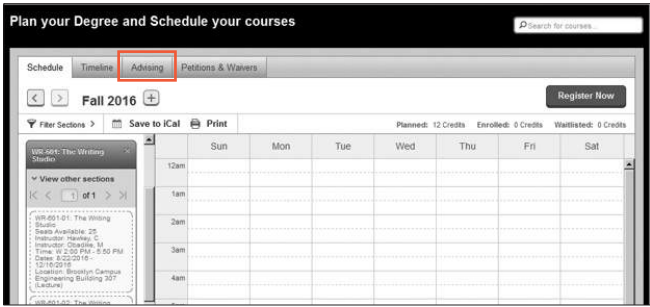 Plan your Degree and Schedule your courses
Search for courses...
Schedule Timeline Advising Petitions & Waivers
Fall 2016
Register Now
Filter Sections > Save to iCal Print Planned: 12 Credits Enrolled: 0 Credits Waitlisted: 0 Credits
Sun Mon Tue Wed Thu Fri Sat
WR-601: The Writing
Studio
View other sections
1 of 1
WR-601-01: The Writing
Studio
Seats Available: 25
Instructor: Hawkey, C
Instructor: Obadike, M
Time: W 2:00 PM - 5:50 PM
Dates: 8/22/2016 -
12/16/2016
Location: Brooklyn Campus
Engineering Building 307
(Lecture)
WR-601-02: The Writing
12am
1am
2am
3am
4am